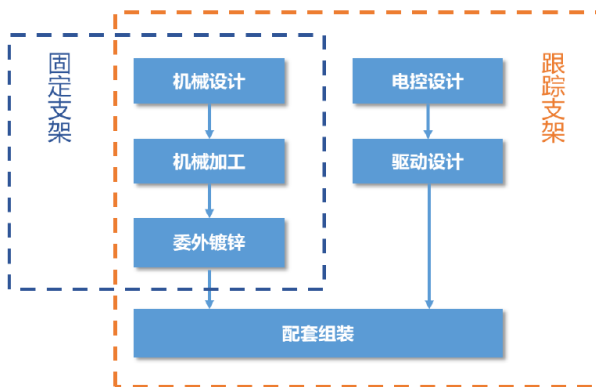 固定支架
机械设计
电控设计
跟踪支架
机械加工
驱动设计
委外镀锌
配套组装